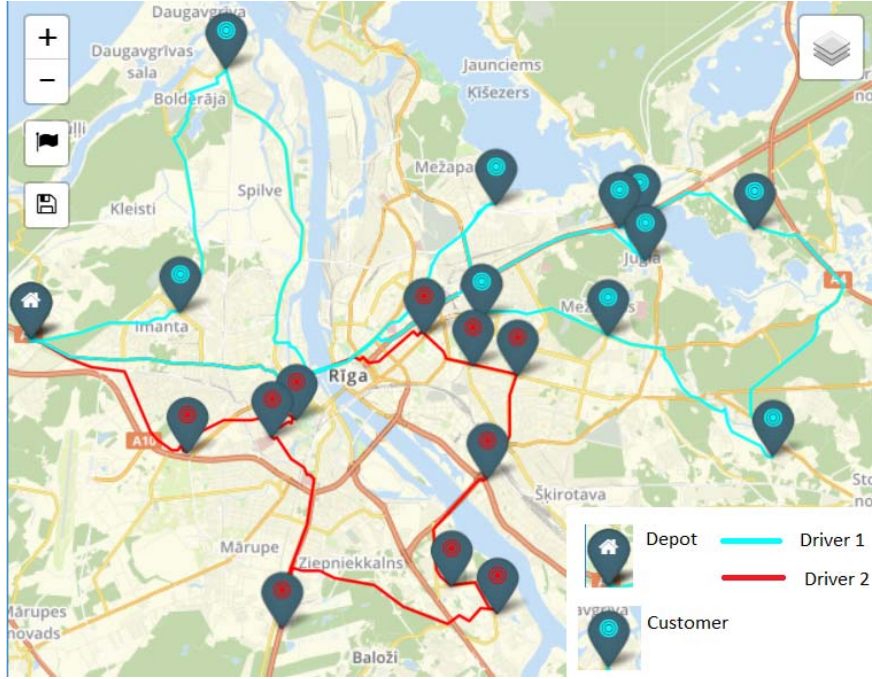 Daugavgrīva
+
Daugavgrīvas
sala
−
Jaunciems
Ķīšezers
Bolderāja
Mežapa
Spilve
Kleisti
Jugla
A4
Imanta
Rīga
A10
Šķirotava
Mārupe
Ziepniekkalns
Mārupes
novads
Baloži
Depot
Driver 1
Driver 2
Customer